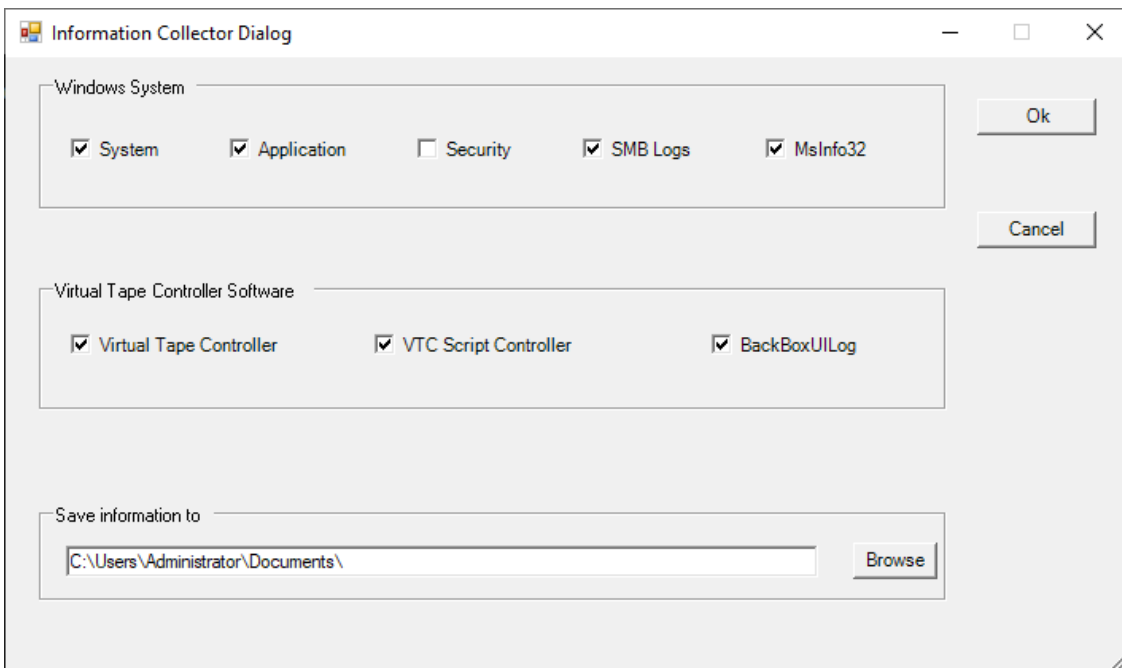 Information Collector Dialog
Windows System
System Application Security SMB Logs MsInfo32
Ok
Cancel
Virtual Tape Controller Software
Virtual Tape Controller VTC Script Controller BackBoxUILog
Save information to
C:\Users\Administrator\Documents\ Browse